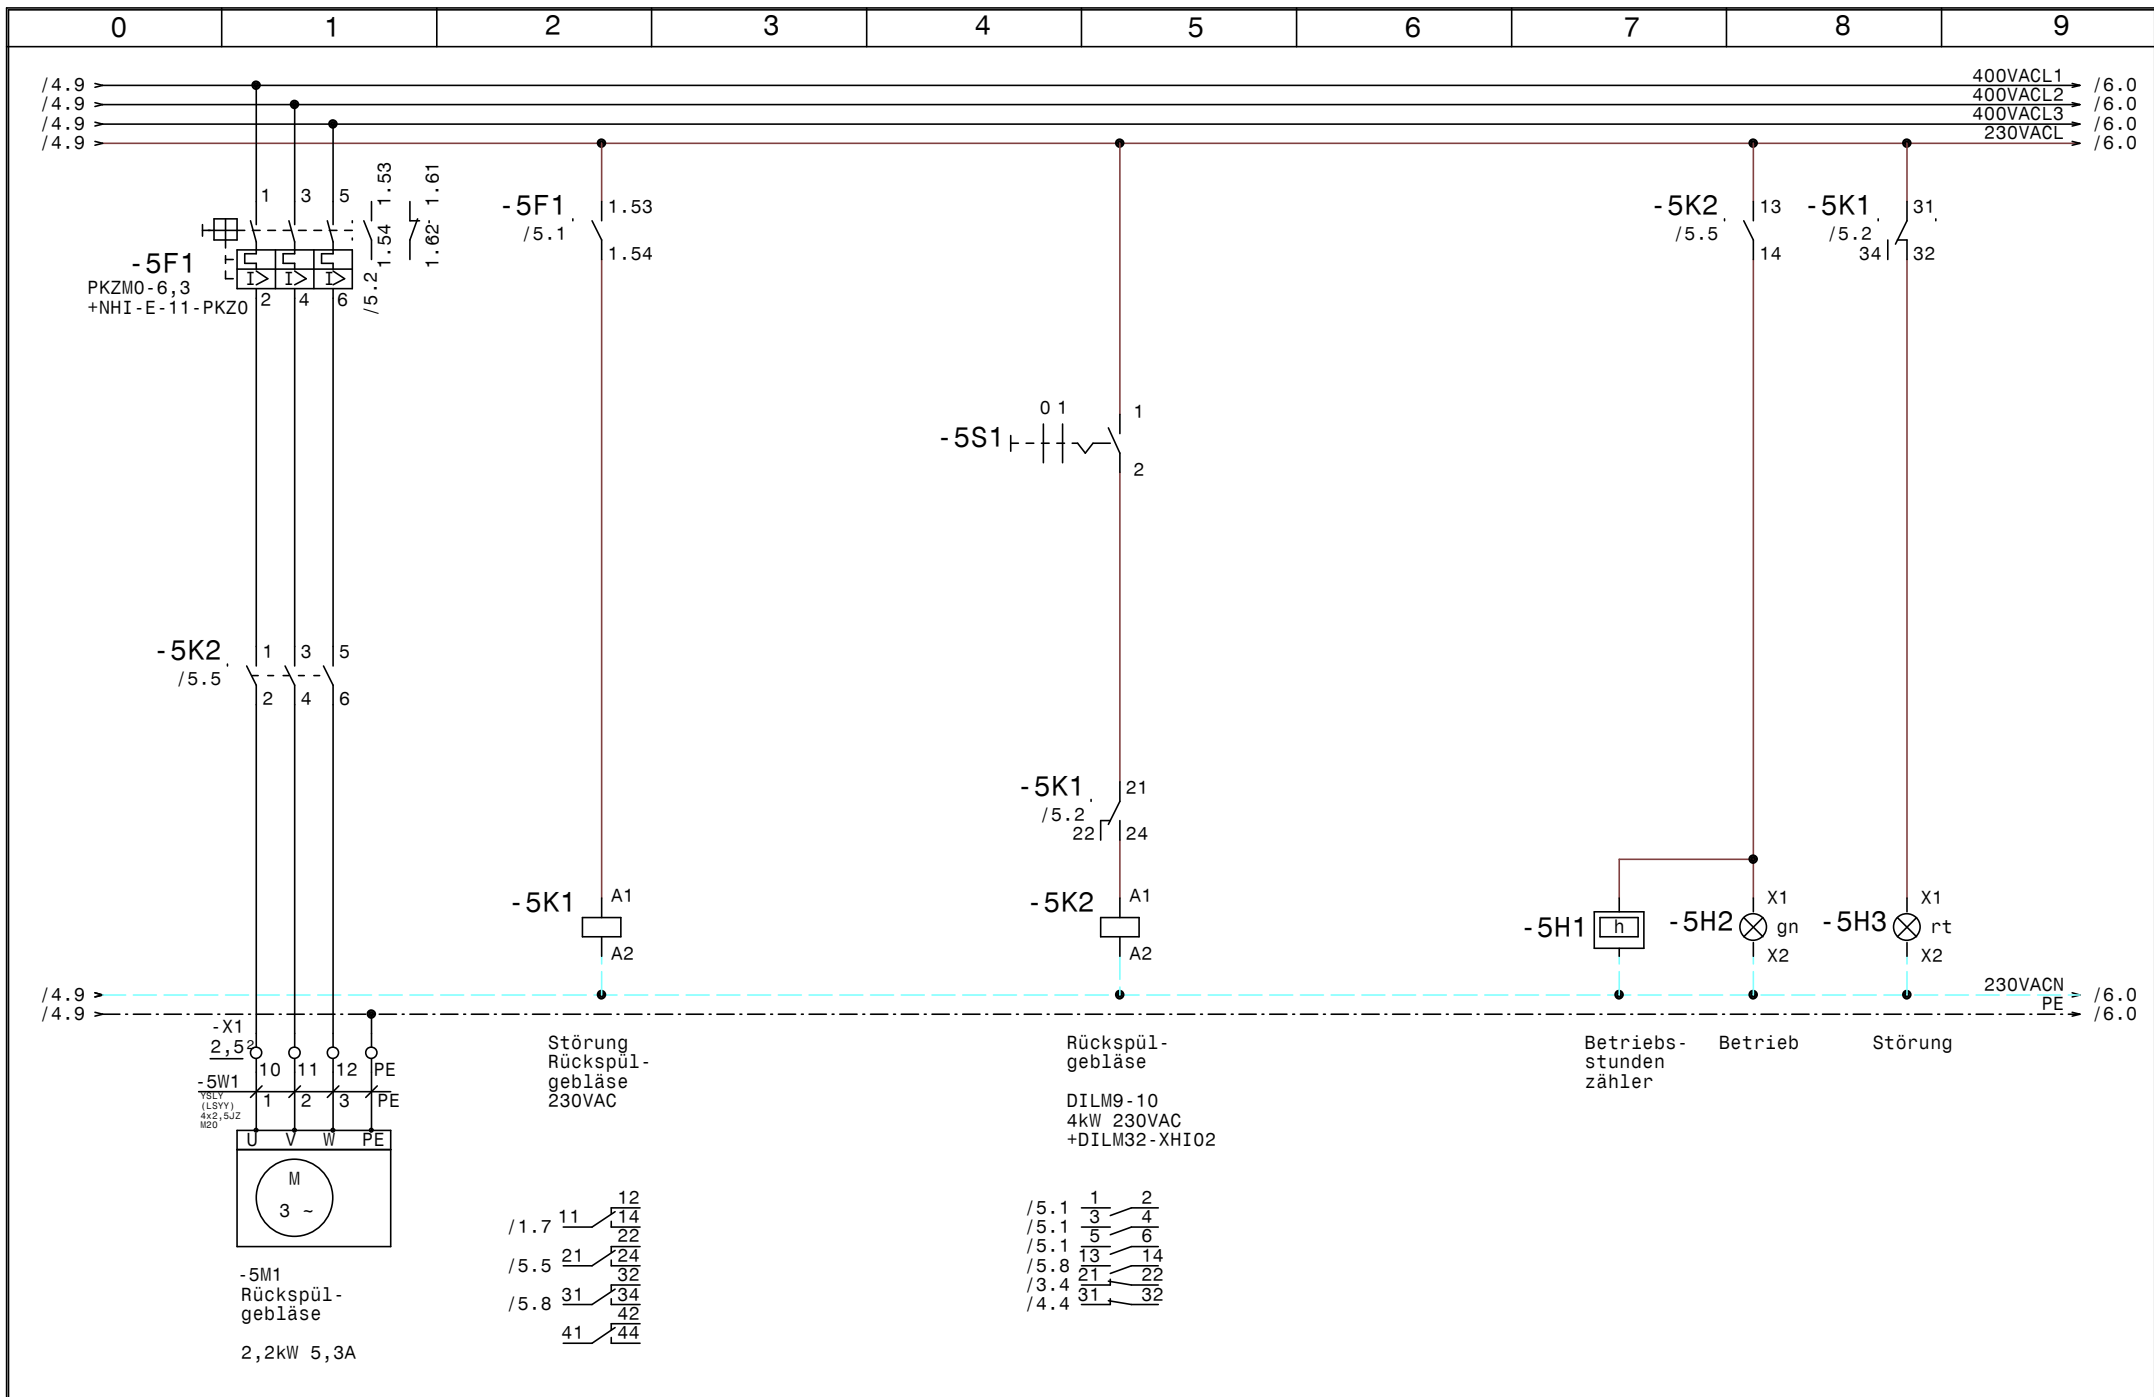 0 1 2 3 4 5 6 7 8 9
/4.9 400VACL1 /6.0
/4.9 400VACL2 /6.0
/4.9 400VACL3 /6.0
/4.9 230VACL /6.0
1 3 5 1.53 1.61
1.54 1.62
-5F1
PKZM0-6,3
+NHI-E-11-PKZ0
I> I> I>
2 4 6 /5.2
-5F1 1.53
/5.1
1.54
-5K2 13
/5.5
14
-5K1 31
/5.2
34 32
0 1 1
-5S1
2
-5K2 1 3 5
/5.5
2 4 6
-5K1 21
/5.2
22 24
-5K1 A1
A2
-5K2 A1
A2
-5H1 h
-5H2 X1
gn
X2
-5H3 X1
rt
X2
/4.9 230VACN /6.0
/4.9 PE /6.0
-X1
2,5²
10 11 12 PE
-5W1
YSLY
(LSYY)
4x2,5JZ
M20
1 2 3 PE
U V W PE
M
3 ~
-5M1
Rückspül-
gebläse
2,2kW 5,3A
Störung
Rückspül-
gebläse
230VAC
Rückspül-
gebläse
DILM9-10
4kW 230VAC
+DILM32-XHI02
Betriebs-
stunden
zähler
Betrieb
Störung
12
/1.7 11 14
22
/5.5 21 24
32
/5.8 31 34
42
41 44
/5.1 1 2
/5.1 3 4
/5.1 5 6
/5.8 13 14
/3.4 21 22
/4.4 31 32